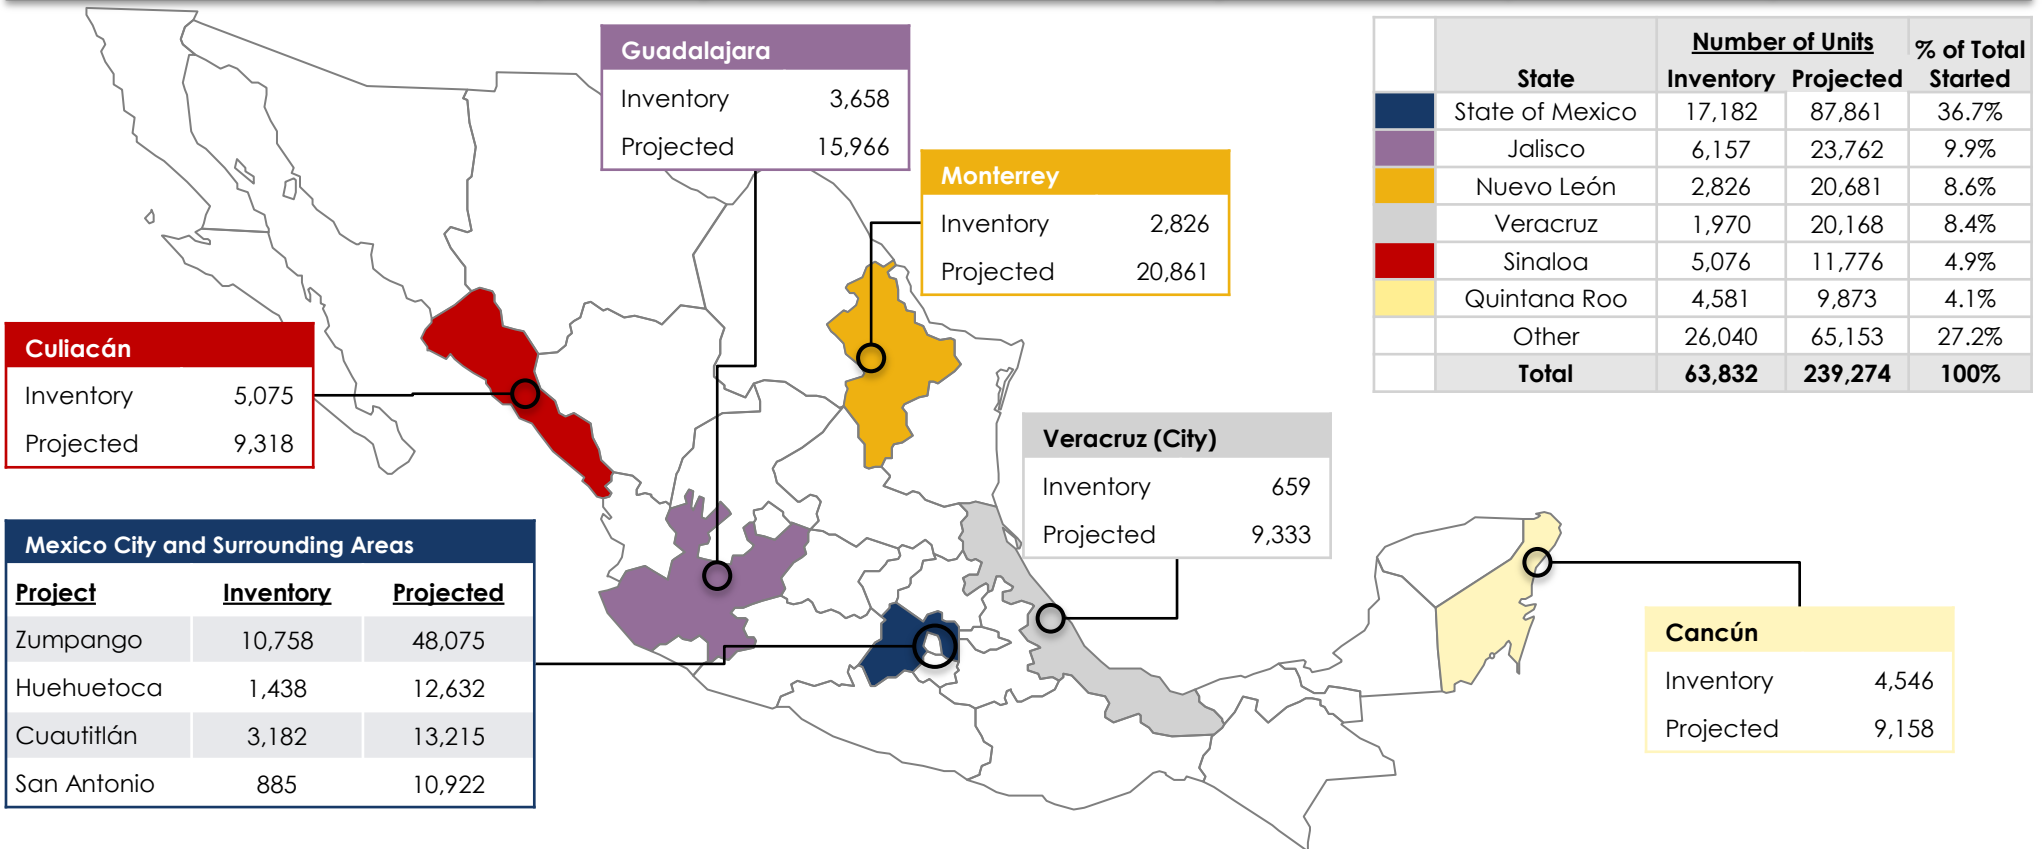 Guadalajara
Inventory 3,658
Projected 15,966
Monterrey
Inventory 2,826
Projected 20,861
Number of Units % of Total
State Inventory Projected Started
State of Mexico 17,182 87,861 36.7%
Jalisco 6,157 23,762 9.9%
Nuevo León 2,826 20,681 8.6%
Veracruz 1,970 20,168 8.4%
Sinaloa 5,076 11,776 4.9%
Quintana Roo 4,581 9,873 4.1%
Other 26,040 65,153 27.2%
Total 63,832 239,274 100%
Culiacán
Inventory 5,075
Projected 9,318
Veracruz (City)
Inventory 659
Projected 9,333
Mexico City and Surrounding Areas
Project Inventory Projected
Zumpango 10,758 48,075
Huehuetoca 1,438 12,632
Cuautitlán 3,182 13,215
San Antonio 885 10,922
Cancún
Inventory 4,546
Projected 9,158